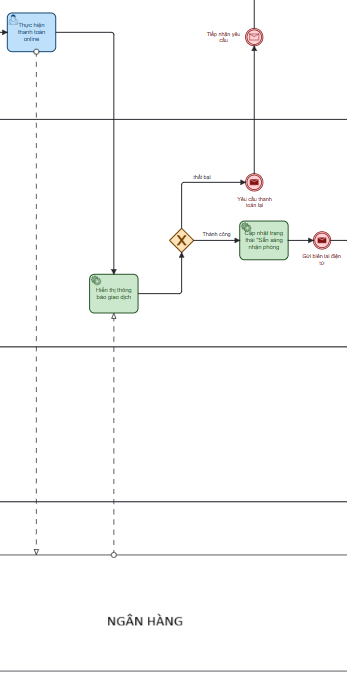 Thực hiện
thanh toán
online
Tiếp nhận yêu
cầu
thất bại
Yêu cầu thanh
toán lại
Thành công
Cập nhật trạng
thái "Sẵn sàng
nhận phòng
Gửi biên lai điện
tử
Hiển thị thông
báo giao dịch
NGÂN HÀNG